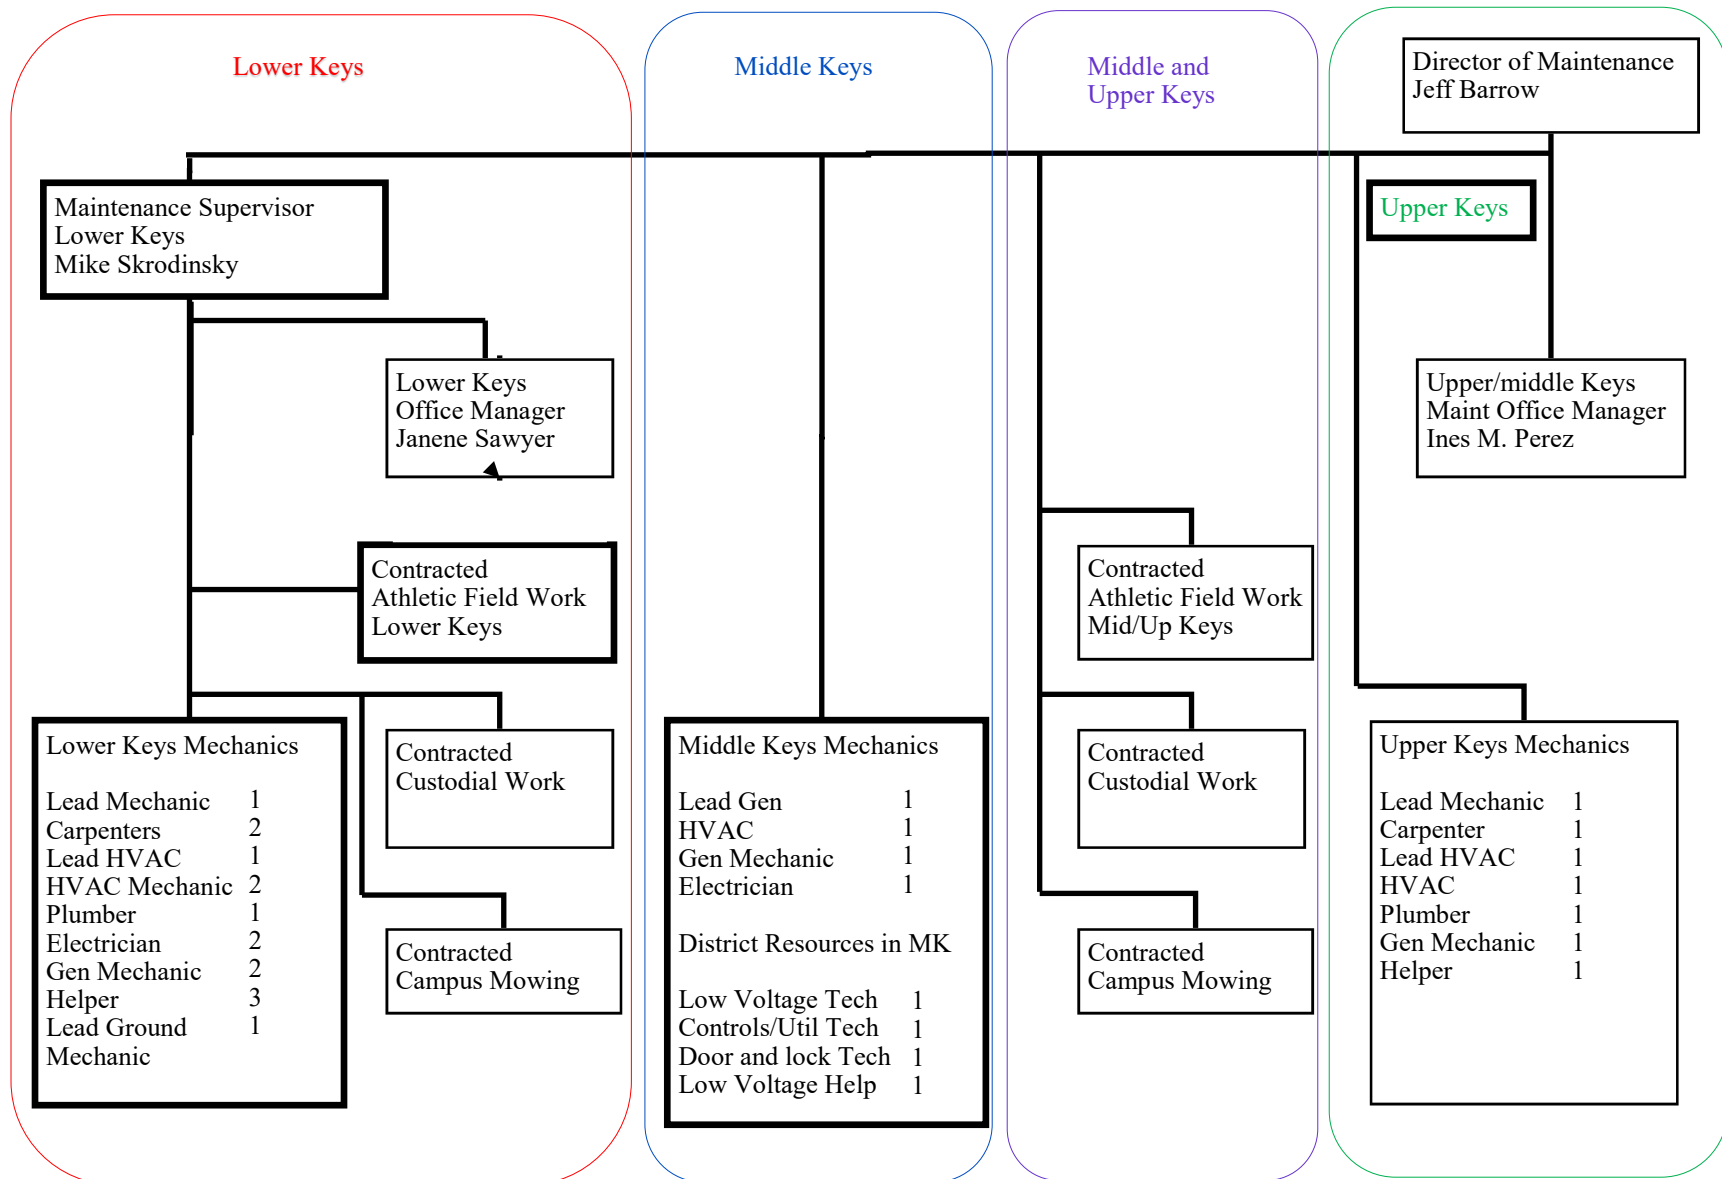 Lower Keys
Middle Keys
Middle and
Upper Keys
Director of Maintenance
Jeff Barrow
Upper Keys
Maintenance Supervisor
Lower Keys
Mike Skrodinsky
Lower Keys
Office Manager
Janene Sawyer
Upper/middle Keys
Maint Office Manager
Ines M. Perez
Contracted
Athletic Field Work
Lower Keys
Contracted
Athletic Field Work
Mid/Up Keys
Lower Keys Mechanics
Lead Mechanic 1
Carpenters 2
Lead HVAC 1
HVAC Mechanic 2
Plumber 1
Electrician 2
Gen Mechanic 2
Helper 3
Lead Ground 1
Mechanic
Contracted
Custodial Work
Contracted
Campus Mowing
Middle Keys Mechanics
Lead Gen 1
HVAC 1
Gen Mechanic 1
Electrician 1
District Resources in MK
Low Voltage Tech 1
Controls/Util Tech 1
Door and lock Tech 1
Low Voltage Help 1
Contracted
Custodial Work
Contracted
Campus Mowing
Upper Keys Mechanics
Lead Mechanic 1
Carpenter 1
Lead HVAC 1
HVAC 1
Plumber 1
Gen Mechanic 1
Helper 1